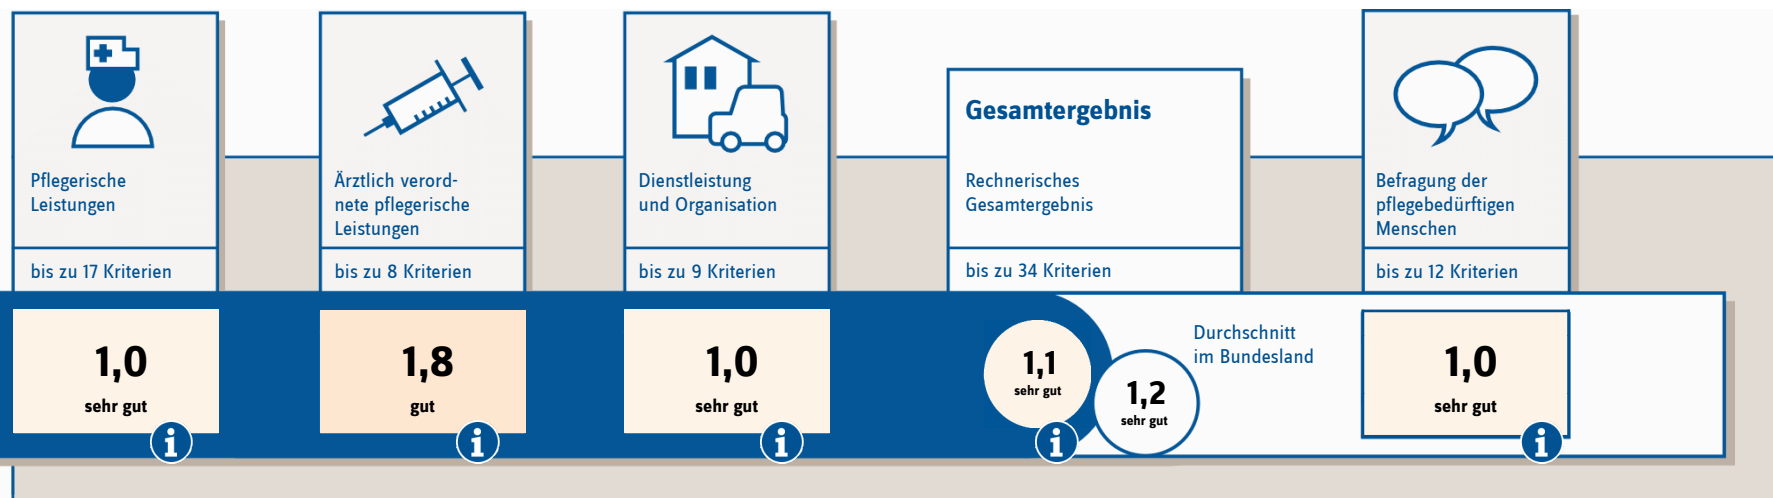 Pflegerische
Leistungen
bis zu 17 Kriterien
1,0
sehr gut
i
Ärztlich verord-
nete pflegerische
Leistungen
bis zu 8 Kriterien
1,8
gut
i
Dienstleistung
und Organisation
bis zu 9 Kriterien
1,0
sehr gut
i
Gesamtergebnis
Rechnerisches
Gesamtergebnis
bis zu 34 Kriterien
1,1
sehr gut
i
1,2
sehr gut
Durchschnitt
im Bundesland
Befragung der
pflegebedürftigen
Menschen
bis zu 12 Kriterien
1,0
sehr gut
i